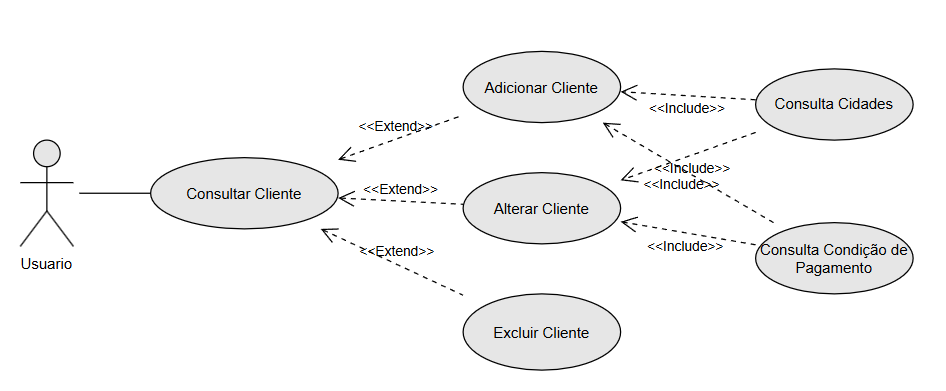 Adicionar Cliente
Consulta Cidades
<<Include>>
<<Extend>>
<<Include>>
<<Include>>
Consultar Cliente
<<Extend>>
Alterar Cliente
<<Include>>
Consulta Condição de
Pagamento
<<Extend>>
Usuario
Excluir Cliente